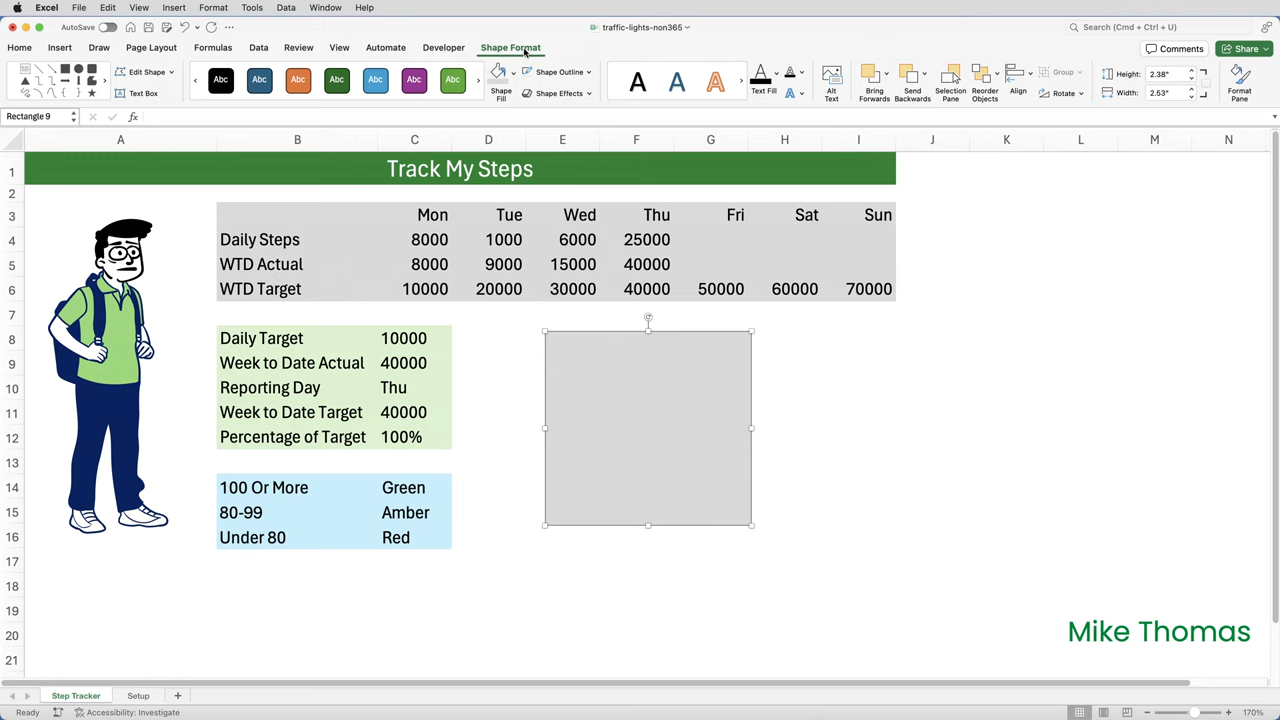 Excel File Edit View Insert Format Tools Data Window Help
AutoSave traffic-lights-non365 Search (Cmd + Ctrl + U)
Home Insert Draw Page Layout Formulas Data Review View Automate Developer Shape Format Comments Share
Edit Shape Abc Abc Abc Abc Abc Abc Abc Shape Outline A A A Group Height: 2.38"
Text Box Shape Fill Shape Effects Text Fill Alt Text Bring Forwards Send Backwards Selection Pane Reorder Objects Align Rotate Width: 2.53" Format Pane
Rectangle 9 fx
A B C D E F G H I J K L M N
1 Track My Steps
2
3 Mon Tue Wed Thu Fri Sat Sun
4 Daily Steps 8000 1000 6000 25000
5 WTD Actual 8000 9000 15000 40000
6 WTD Target 10000 20000 30000 40000 50000 60000 70000
7
8 Daily Target 10000
9 Week to Date Actual 40000
10 Reporting Day Thu
11 Week to Date Target 40000
12 Percentage of Target 100%
13
14 100 Or More Green
15 80-99 Amber
16 Under 80 Red
17
18
19
20 Mike Thomas
21
Step Tracker Setup +
Ready Accessibility: Investigate 170%